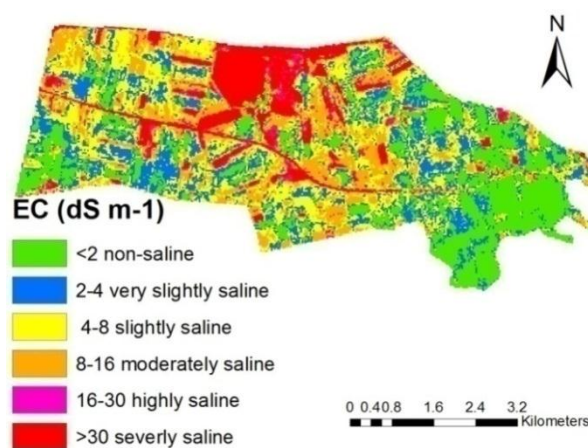 N
EC (dS m-1)
<2 non-saline
2-4 very slightly saline
4-8 slightly saline
8-16 moderately saline
16-30 highly saline
>30 severly saline
0 0.40.8 1.6 2.4 3.2
Kilometers